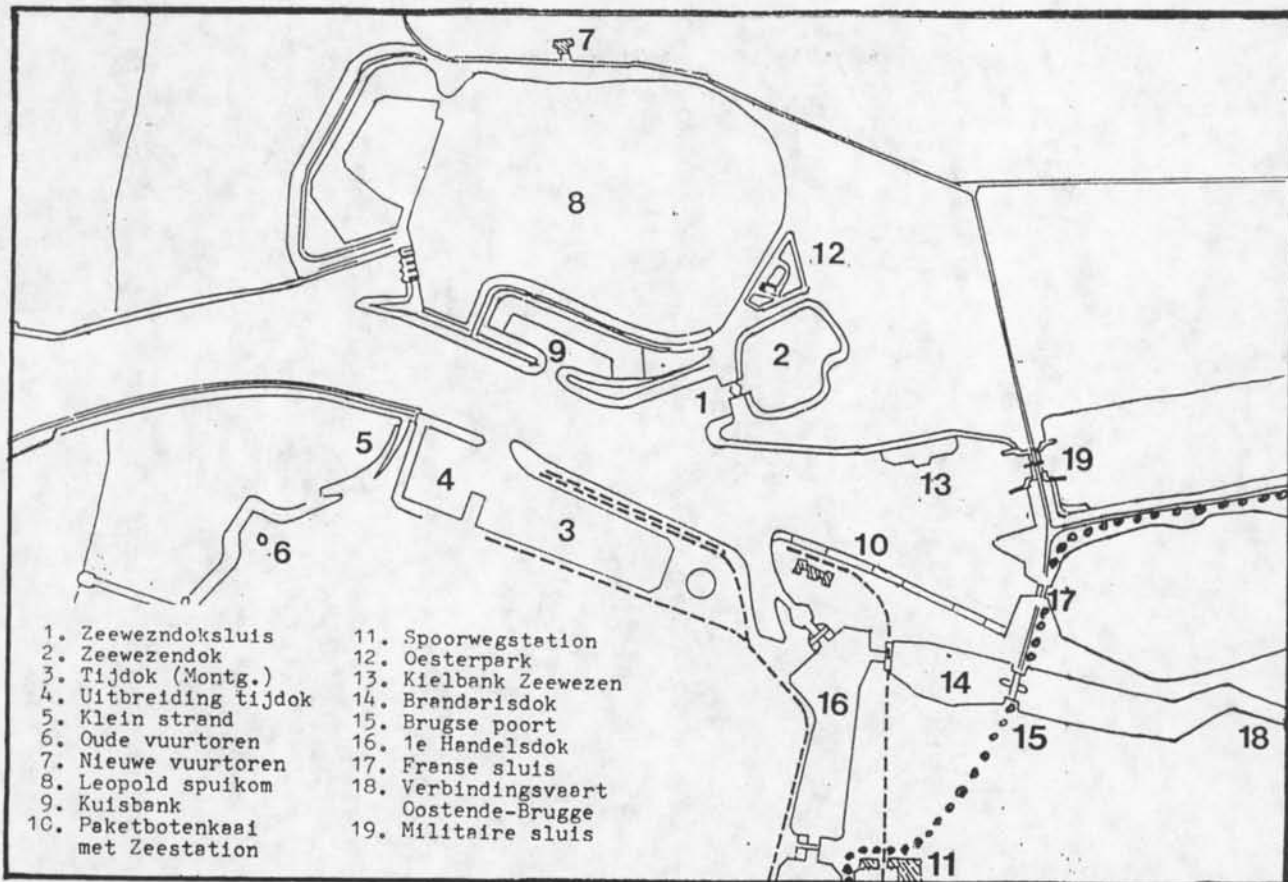 7
8
12
9
2
1
5
4
19
13
3
10
6
17
16
14
15
18
11
1. Zeewezndoksluis
2. Zeewezendok
3. Tijdok (Montg.)
4. Uitbreiding tijdok
5. Klein strand
6. Oude vuurtoren
7. Nieuwe vuurtoren
8. Leopold spuikom
9. Kuisbank
10. Paketbotenkaai
met Zeestation
11. Spoorwegstation
12. Oesterpark
13. Kielbank Zeewezen
14. Brandarisdok
15. Brugse poort
16. 1e Handelsdok
17. Franse sluis
18. Verbindingsvaart
Oostende-Brugge
19. Militaire sluis